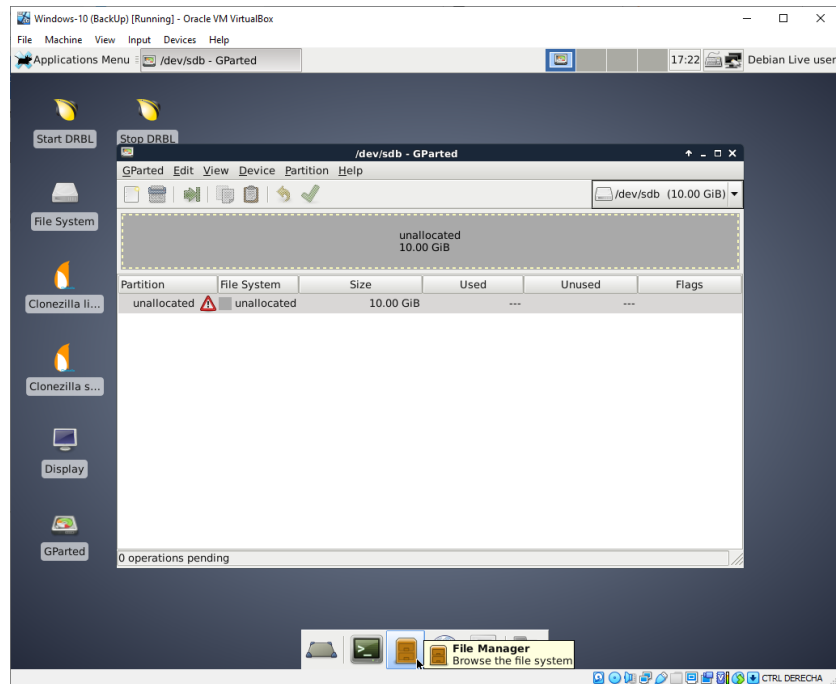 Windows-10 (BackUp) [Running] - Oracle VM VirtualBox
File Machine View Input Devices Help
Applications Menu /dev/sdb - GParted 17:22 Debian Live user
Start DRBL Stop DRBL
/dev/sdb - GParted
GParted Edit View Device Partition Help
/dev/sdb (10.00 GiB)
File System
unallocated
10.00 GiB
Partition File System Size Used Unused Flags
unallocated unallocated 10.00 GiB --- ---
Clonezilla li...
Clonezilla s...
Display
GParted
0 operations pending
File Manager
Browse the file system
CTRL DERECHA